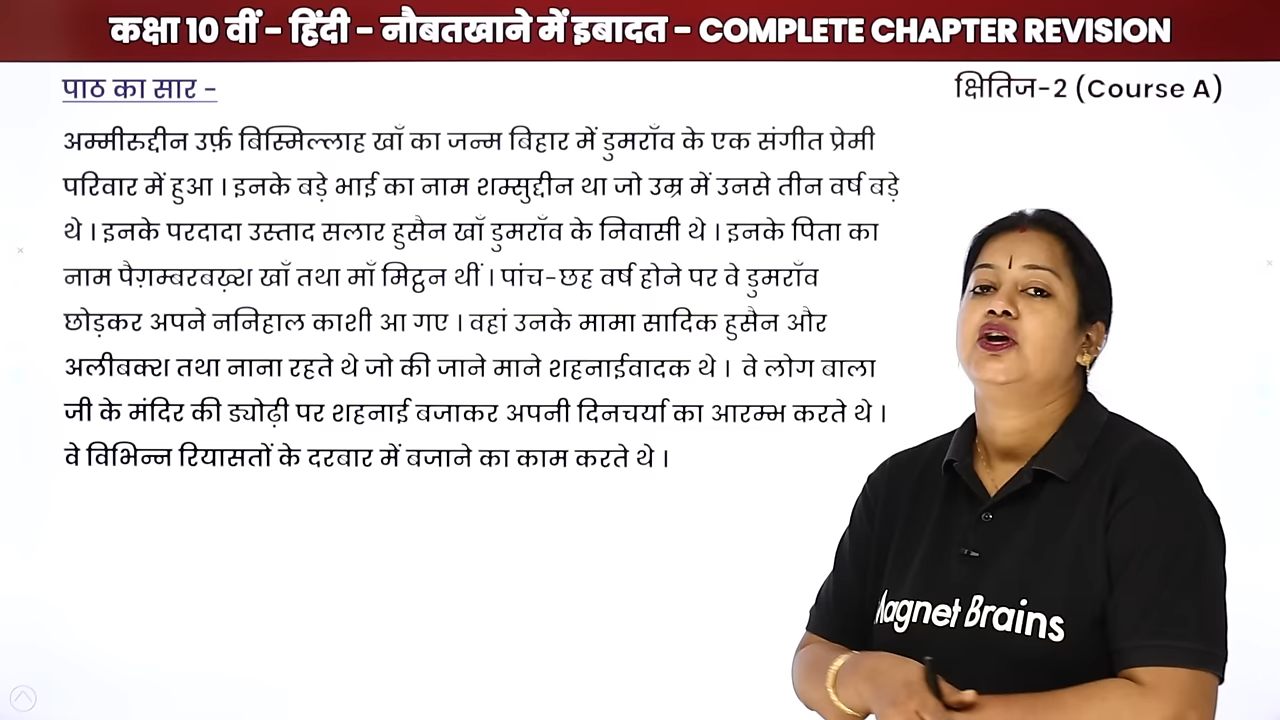 कक्षा 10 वीं - हिंदी - नौबतखाने में इबादत - COMPLETE CHAPTER REVISION
पाठ का सार -
क्षितिज-2 (Course A)
अम्मीरुद्दीन उर्फ़ बिस्मिल्लाह खाँ का जन्म बिहार में डुमराँव के एक संगीत प्रेमी
परिवार में हुआ । इनके बड़े भाई का नाम शम्सुद्दीन था जो उम्र में उनसे तीन वर्ष बड़े
थे । इनके परदादा उस्ताद सलार हुसैन खाँ डुमराँव के निवासी थे । इनके पिता का
नाम पैग़म्बरबख़्श खाँ तथा माँ मिट्ठन थीं । पांच-छह वर्ष होने पर वे डुमराँव
छोड़कर अपने ननिहाल काशी आ गए । वहां उनके मामा सादिक हुसैन और
अलीबक्श तथा नाना रहते थे जो की जाने माने शहनाईवादक थे । वे लोग बाला
जी के मंदिर की ड्योढ़ी पर शहनाई बजाकर अपनी दिनचर्या का आरम्भ करते थे ।
वे विभिन्न रियासतों के दरबार में बजाने का काम करते थे ।
Magnet Brains